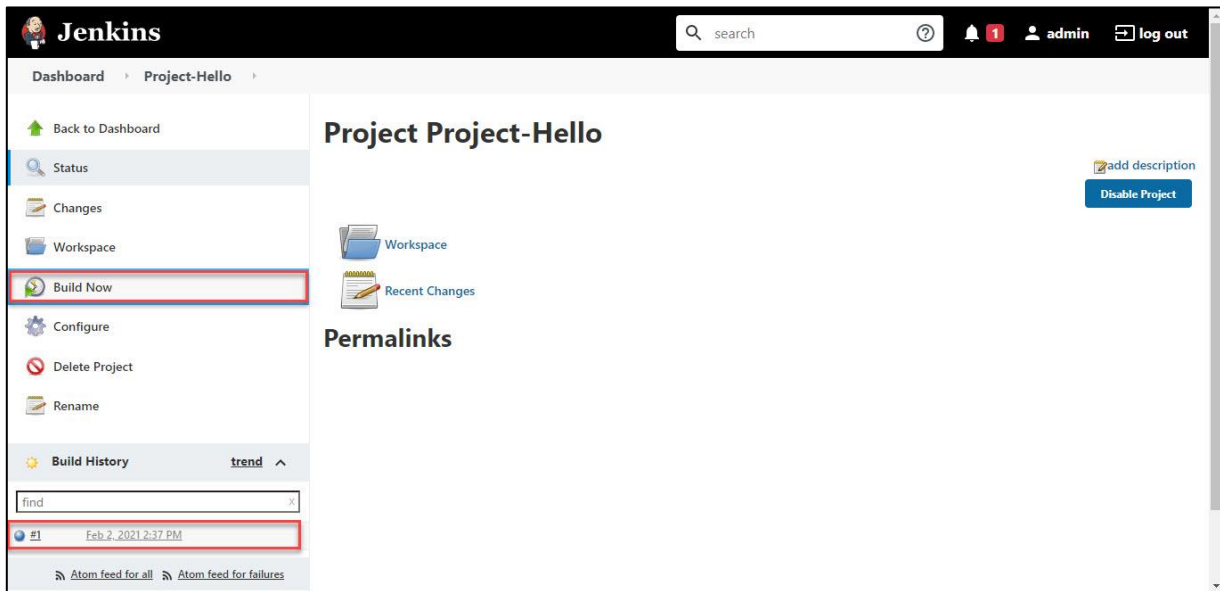 Jenkins
search
1
admin
log out
Dashboard
Project-Hello
Back to Dashboard
Status
Changes
Workspace
Build Now
Configure
Delete Project
Rename
Build History
trend
find
x
#1
Feb 2, 2021 2:37 PM
Atom feed for all
Atom feed for failures
Project Project-Hello
add description
Disable Project
Workspace
Recent Changes
Permalinks